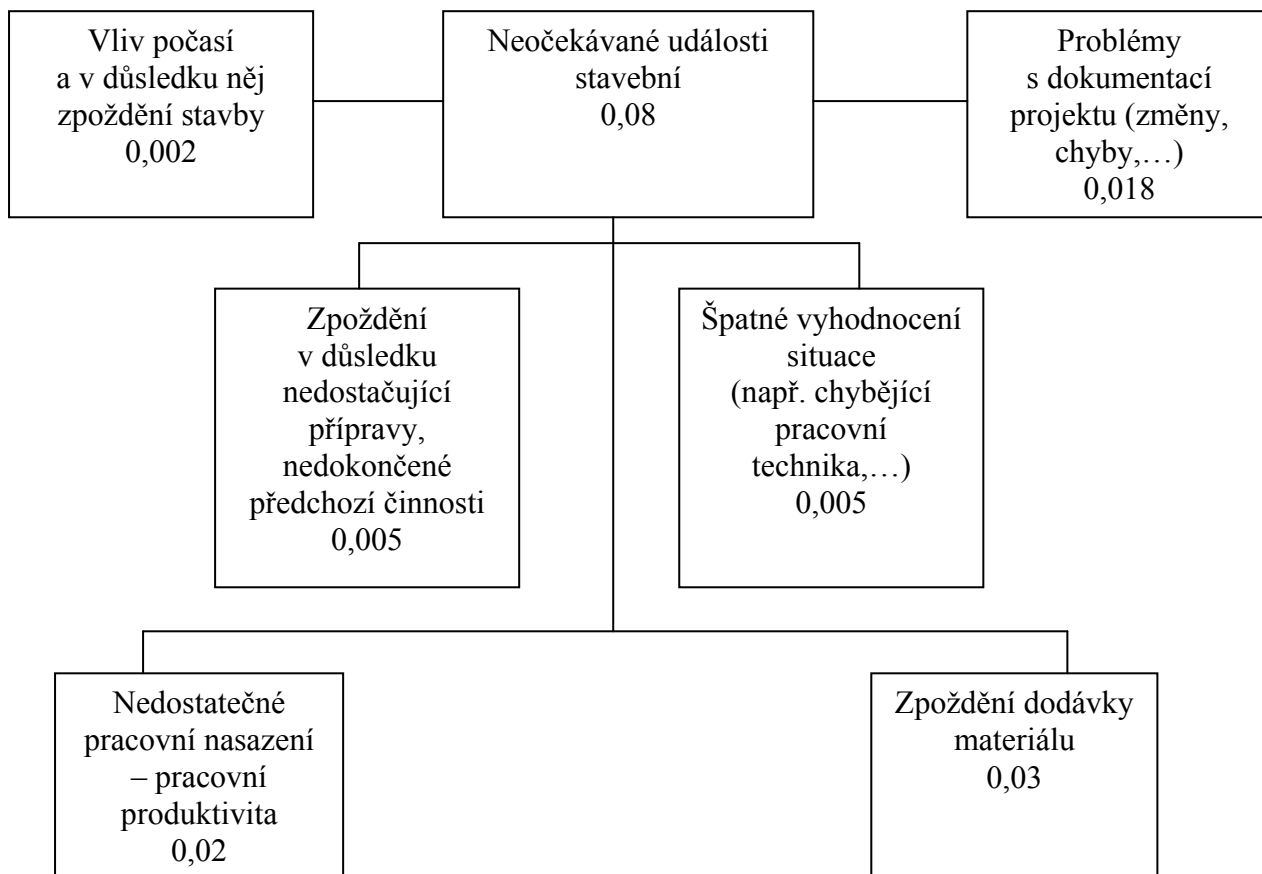 Vliv počasí
a v důsledku něj
zpoždění stavby
0,002
Neočekávané události
stavební
0,08
Problémy
s dokumentací
projektu (změny,
chyby,…)
0,018
Zpoždění
v důsledku
nedostačující
přípravy,
nedokončené
předchozí činnosti
0,005
Špatné vyhodnocení
situace
(např. chybějící
pracovní
technika,…)
0,005
Nedostatečné
pracovní nasazení
– pracovní
produktivita
0,02
Zpoždění dodávky
materiálu
0,03